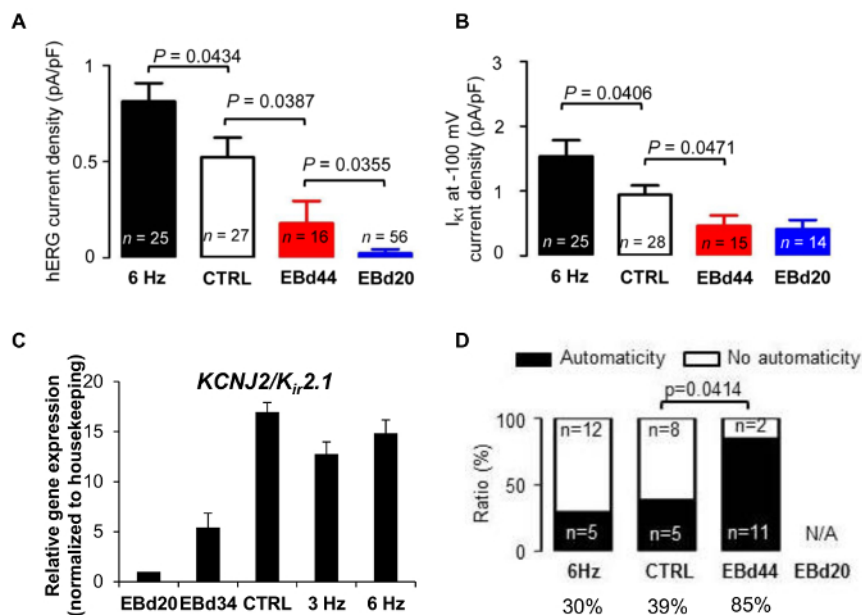 A
hERG current density (pA/pF)
1
0.5
0
P = 0.0434
P = 0.0387
P = 0.0355
n = 25
n = 27
n = 16
n = 56
6 Hz
CTRL
EBd44
EBd20
B
IK1 at -100 mV
current density (pA/pF)
3
2
1
0
P = 0.0406
P = 0.0471
n = 25
n = 28
n = 15
n = 14
6 Hz
CTRL
EBd44
EBd20
C
Relative gene expression
(normalized to housekeeping)
KCNJ2/Kir2.1
20
15
10
5
0
EBd20
EBd34
CTRL
3 Hz
6 Hz
D
Automaticity
No automaticity
p=0.0414
Ratio (%)
100
50
0
n=12
n=8
n=2
n=5
n=5
n=11
N/A
6Hz
CTRL
EBd44
EBd20
30%
39%
85%